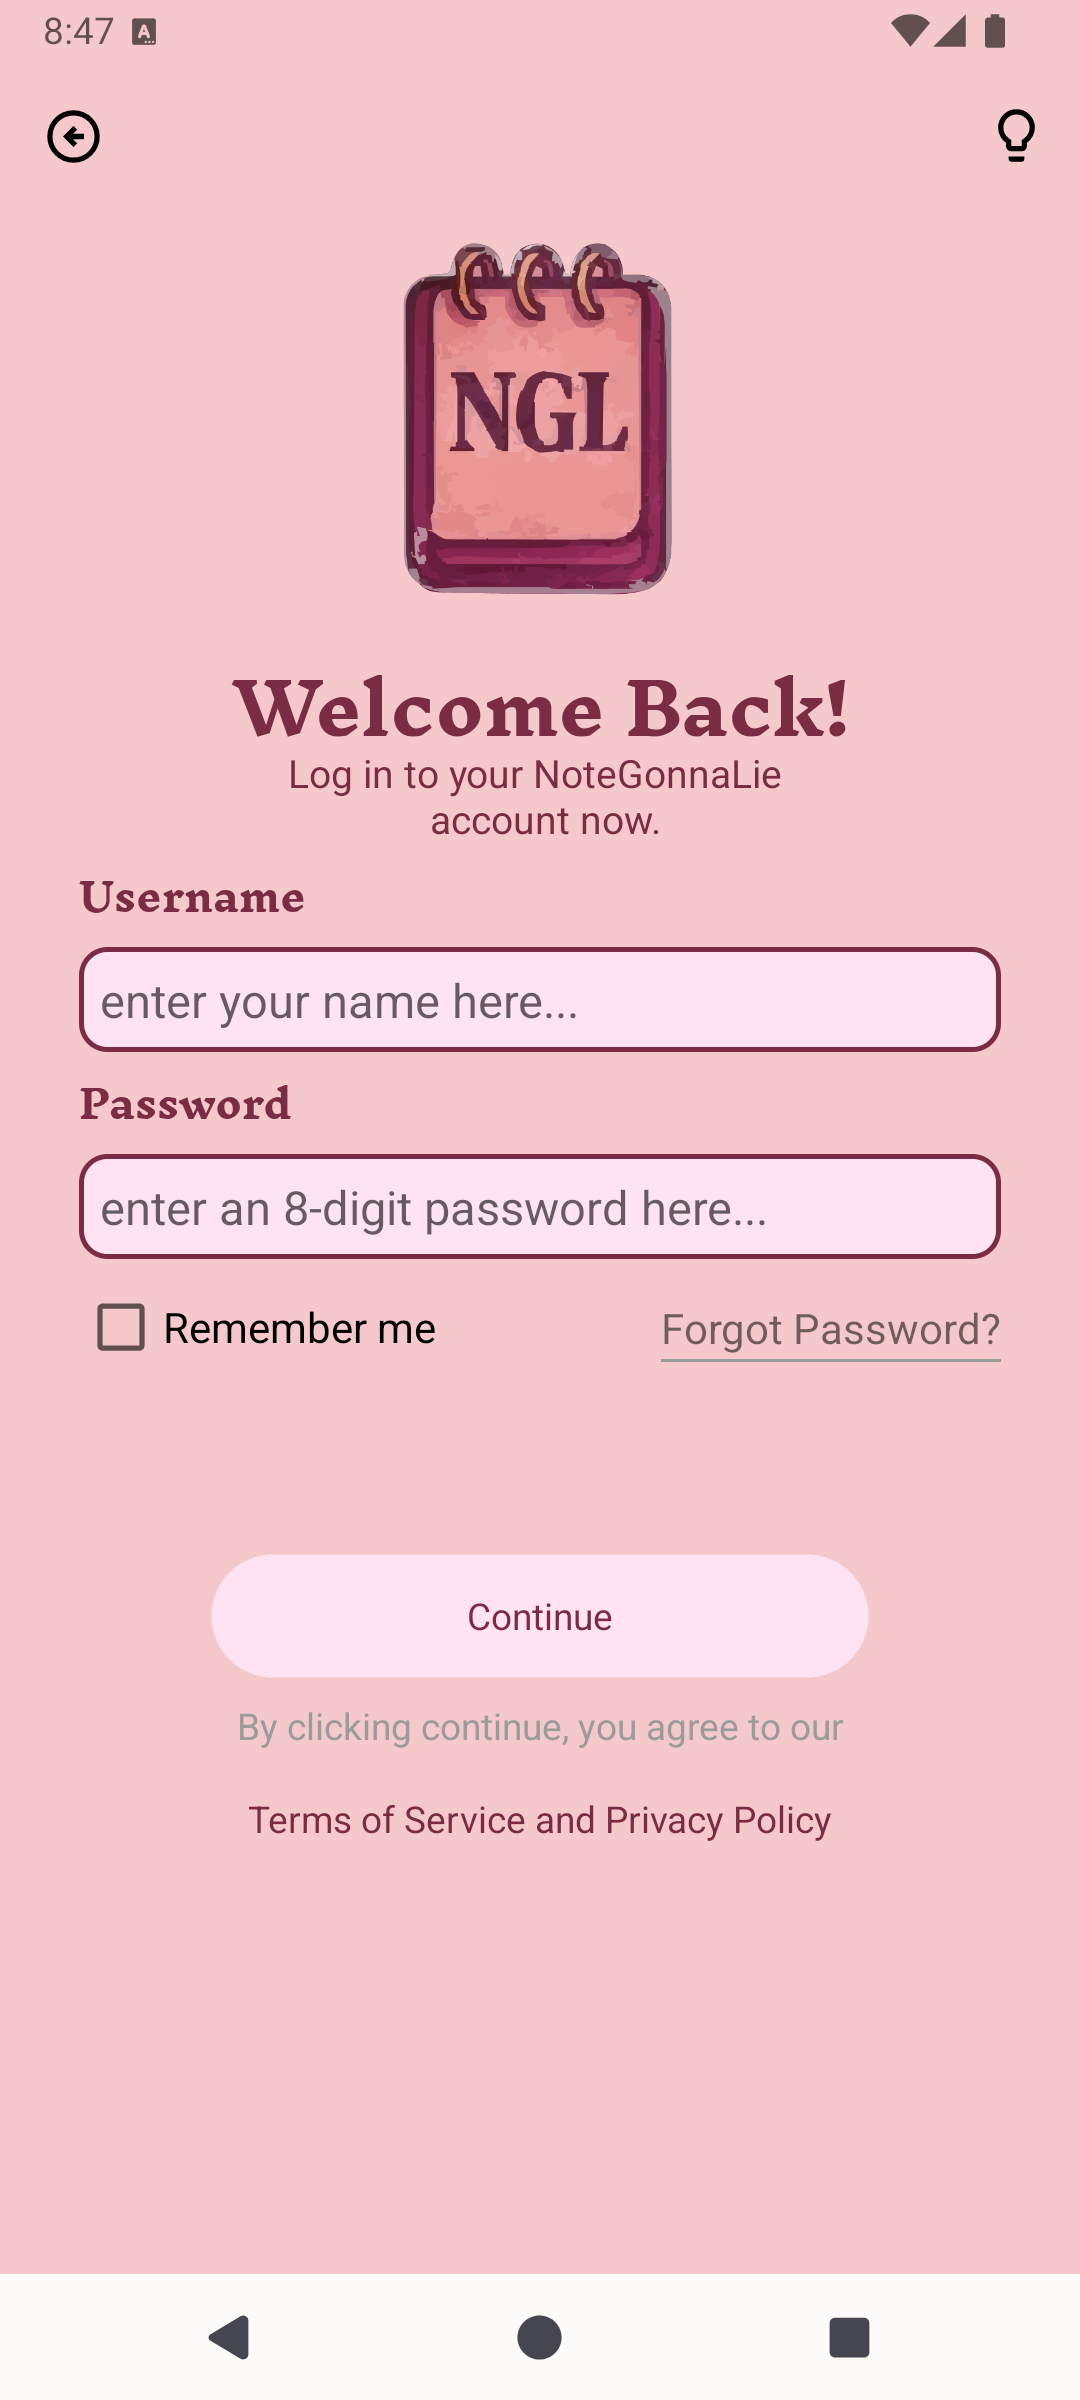 8:47
A
NGL
Welcome Back!
Log in to your NoteGonnaLie
account now.
Username
enter your name here...
Password
enter an 8-digit password here...
Remember me
Forgot Password?
Continue
By clicking continue, you agree to our
Terms of Service and Privacy Policy